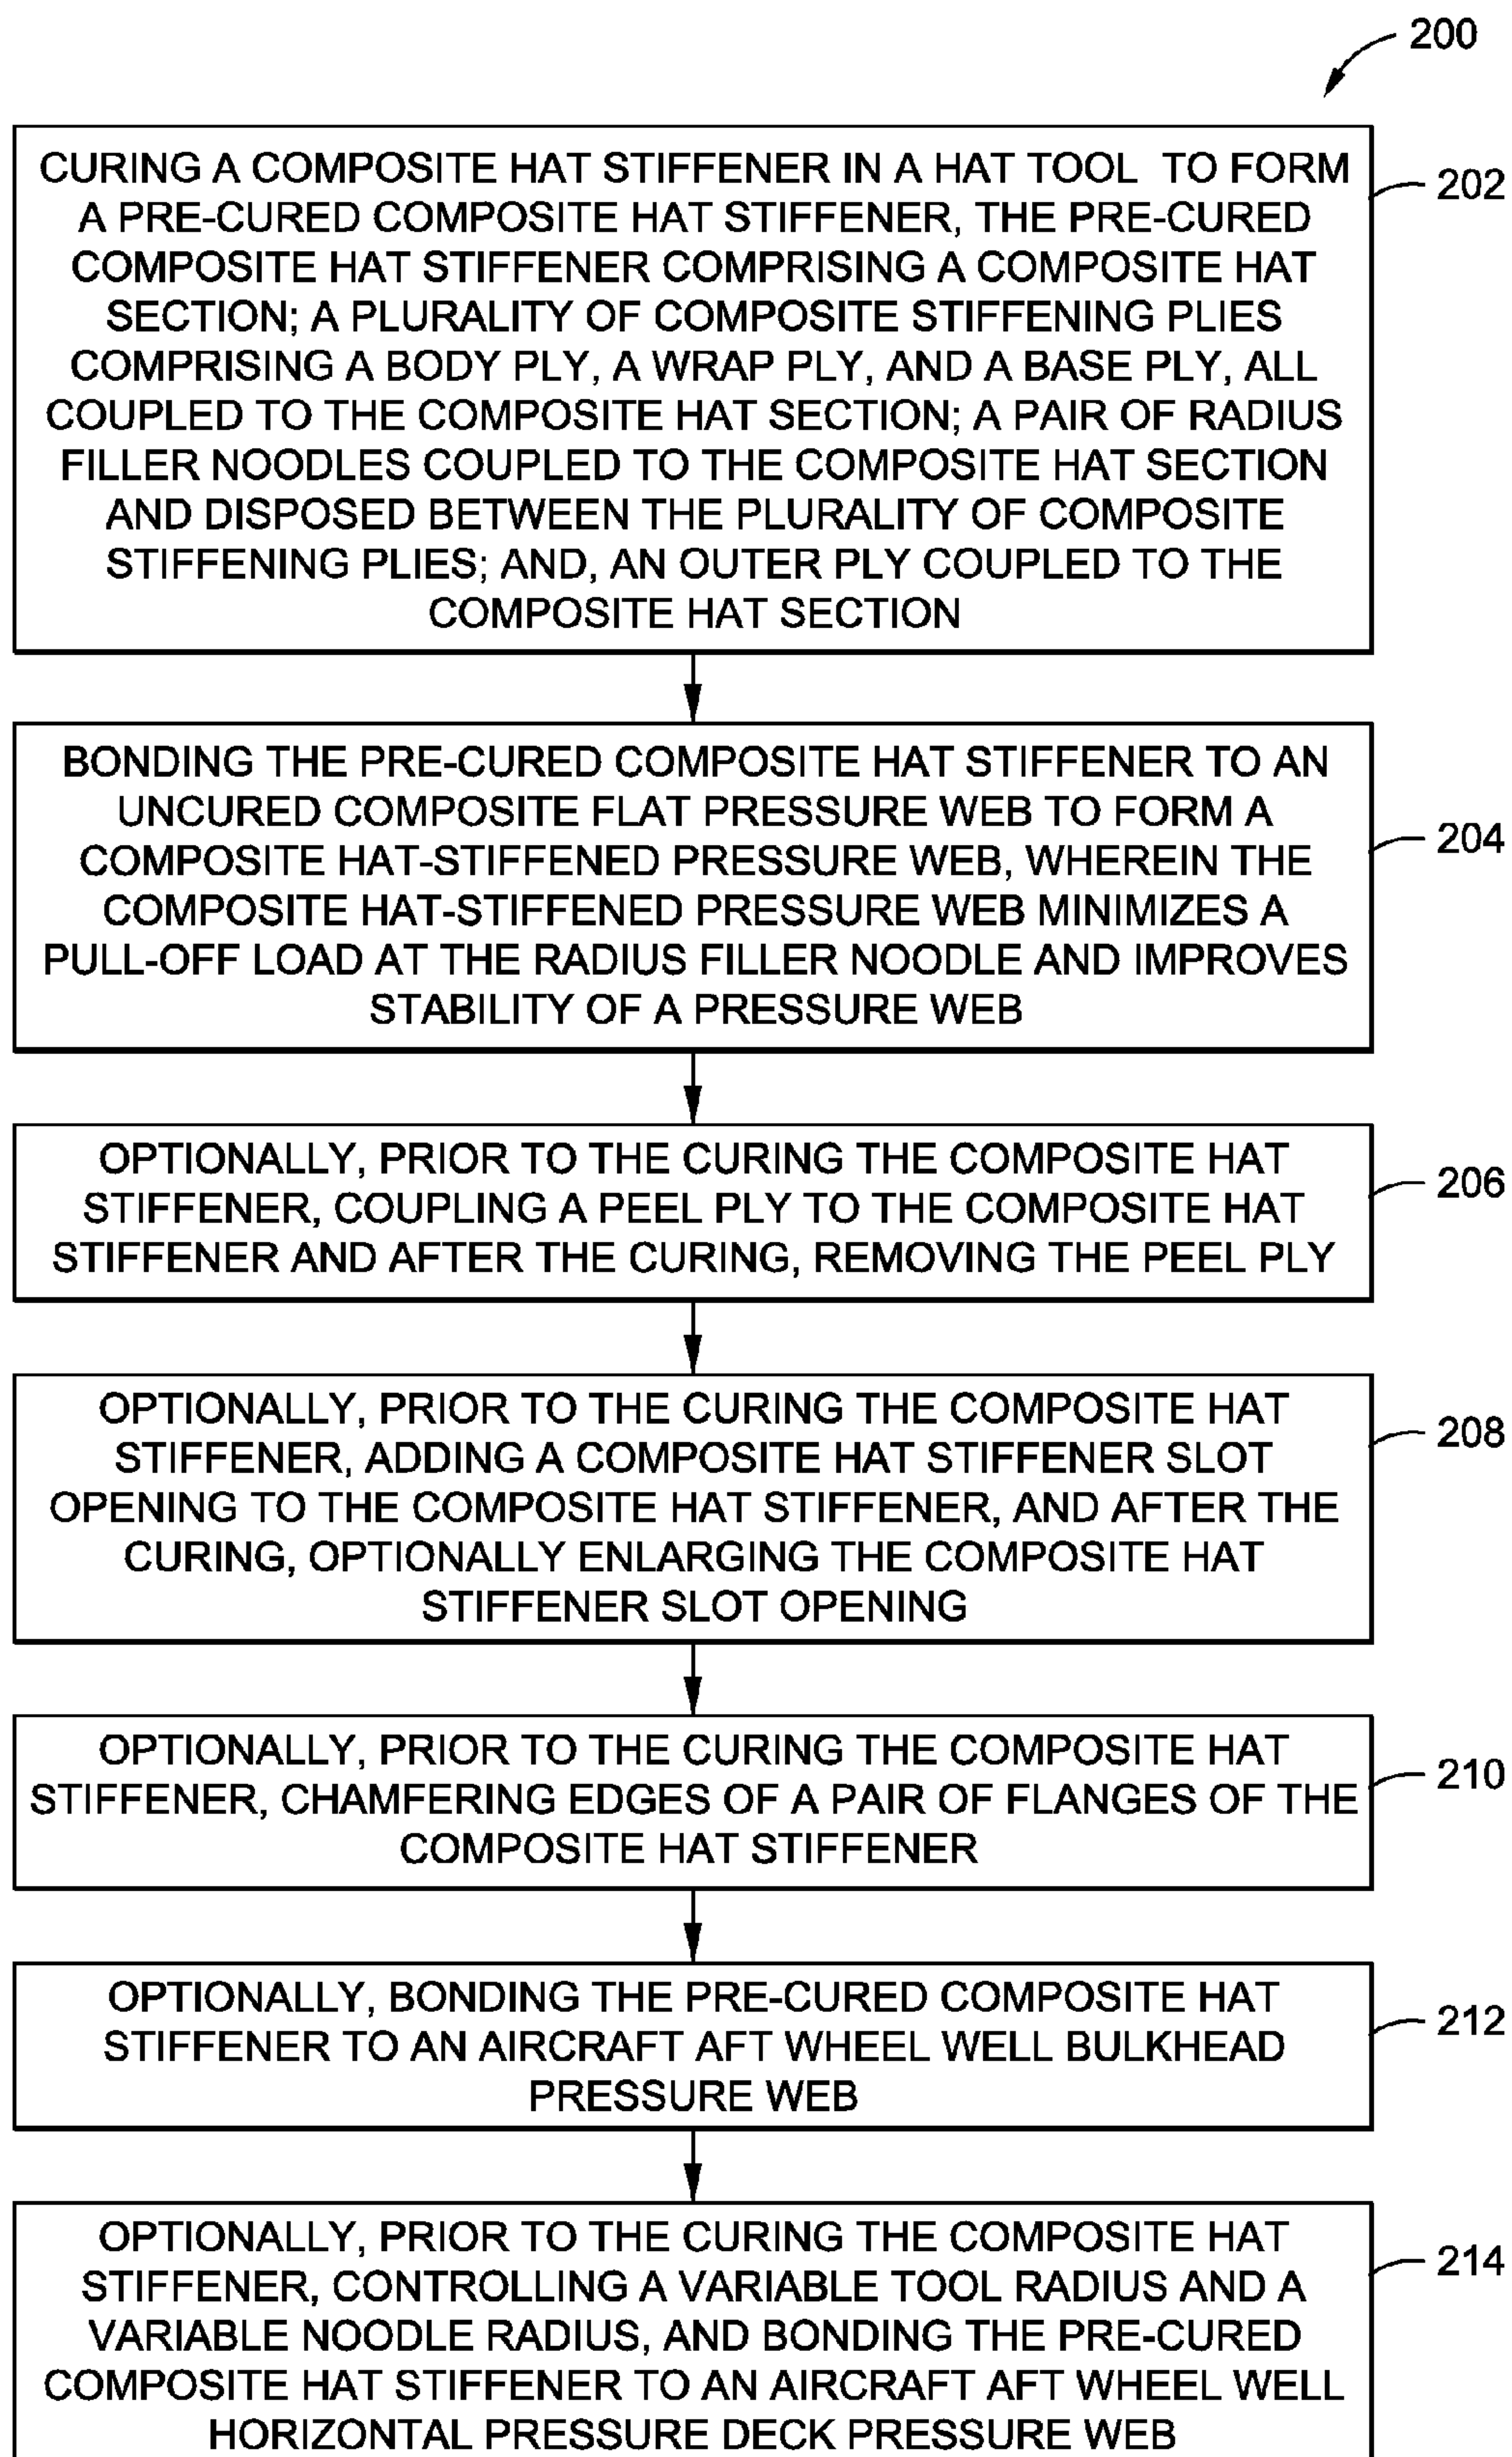 200
CURING A COMPOSITE HAT STIFFENER IN A HAT TOOL TO FORM
A PRE-CURED COMPOSITE HAT STIFFENER, THE PRE-CURED
COMPOSITE HAT STIFFENER COMPRISING A COMPOSITE HAT
SECTION; A PLURALITY OF COMPOSITE STIFFENING PLIES
COMPRISING A BODY PLY, A WRAP PLY, AND A BASE PLY, ALL
COUPLED TO THE COMPOSITE HAT SECTION; A PAIR OF RADIUS
FILLER NOODLES COUPLED TO THE COMPOSITE HAT SECTION
AND DISPOSED BETWEEN THE PLURALITY OF COMPOSITE
STIFFENING PLIES; AND, AN OUTER PLY COUPLED TO THE
COMPOSITE HAT SECTION
202
BONDING THE PRE-CURED COMPOSITE HAT STIFFENER TO AN
UNCURED COMPOSITE FLAT PRESSURE WEB TO FORM A
COMPOSITE HAT-STIFFENED PRESSURE WEB, WHEREIN THE
COMPOSITE HAT-STIFFENED PRESSURE WEB MINIMIZES A
PULL-OFF LOAD AT THE RADIUS FILLER NOODLE AND IMPROVES
STABILITY OF A PRESSURE WEB
204
OPTIONALLY, PRIOR TO THE CURING THE COMPOSITE HAT
STIFFENER, COUPLING A PEEL PLY TO THE COMPOSITE HAT
STIFFENER AND AFTER THE CURING, REMOVING THE PEEL PLY
206
OPTIONALLY, PRIOR TO THE CURING THE COMPOSITE HAT
STIFFENER, ADDING A COMPOSITE HAT STIFFENER SLOT
OPENING TO THE COMPOSITE HAT STIFFENER, AND AFTER THE
CURING, OPTIONALLY ENLARGING THE COMPOSITE HAT
STIFFENER SLOT OPENING
208
OPTIONALLY, PRIOR TO THE CURING THE COMPOSITE HAT
STIFFENER, CHAMFERING EDGES OF A PAIR OF FLANGES OF THE
COMPOSITE HAT STIFFENER
210
OPTIONALLY, BONDING THE PRE-CURED COMPOSITE HAT
STIFFENER TO AN AIRCRAFT AFT WHEEL WELL BULKHEAD
PRESSURE WEB
212
OPTIONALLY, PRIOR TO THE CURING THE COMPOSITE HAT
STIFFENER, CONTROLLING A VARIABLE TOOL RADIUS AND A
VARIABLE NOODLE RADIUS, AND BONDING THE PRE-CURED
COMPOSITE HAT STIFFENER TO AN AIRCRAFT AFT WHEEL WELL
HORIZONTAL PRESSURE DECK PRESSURE WEB
214